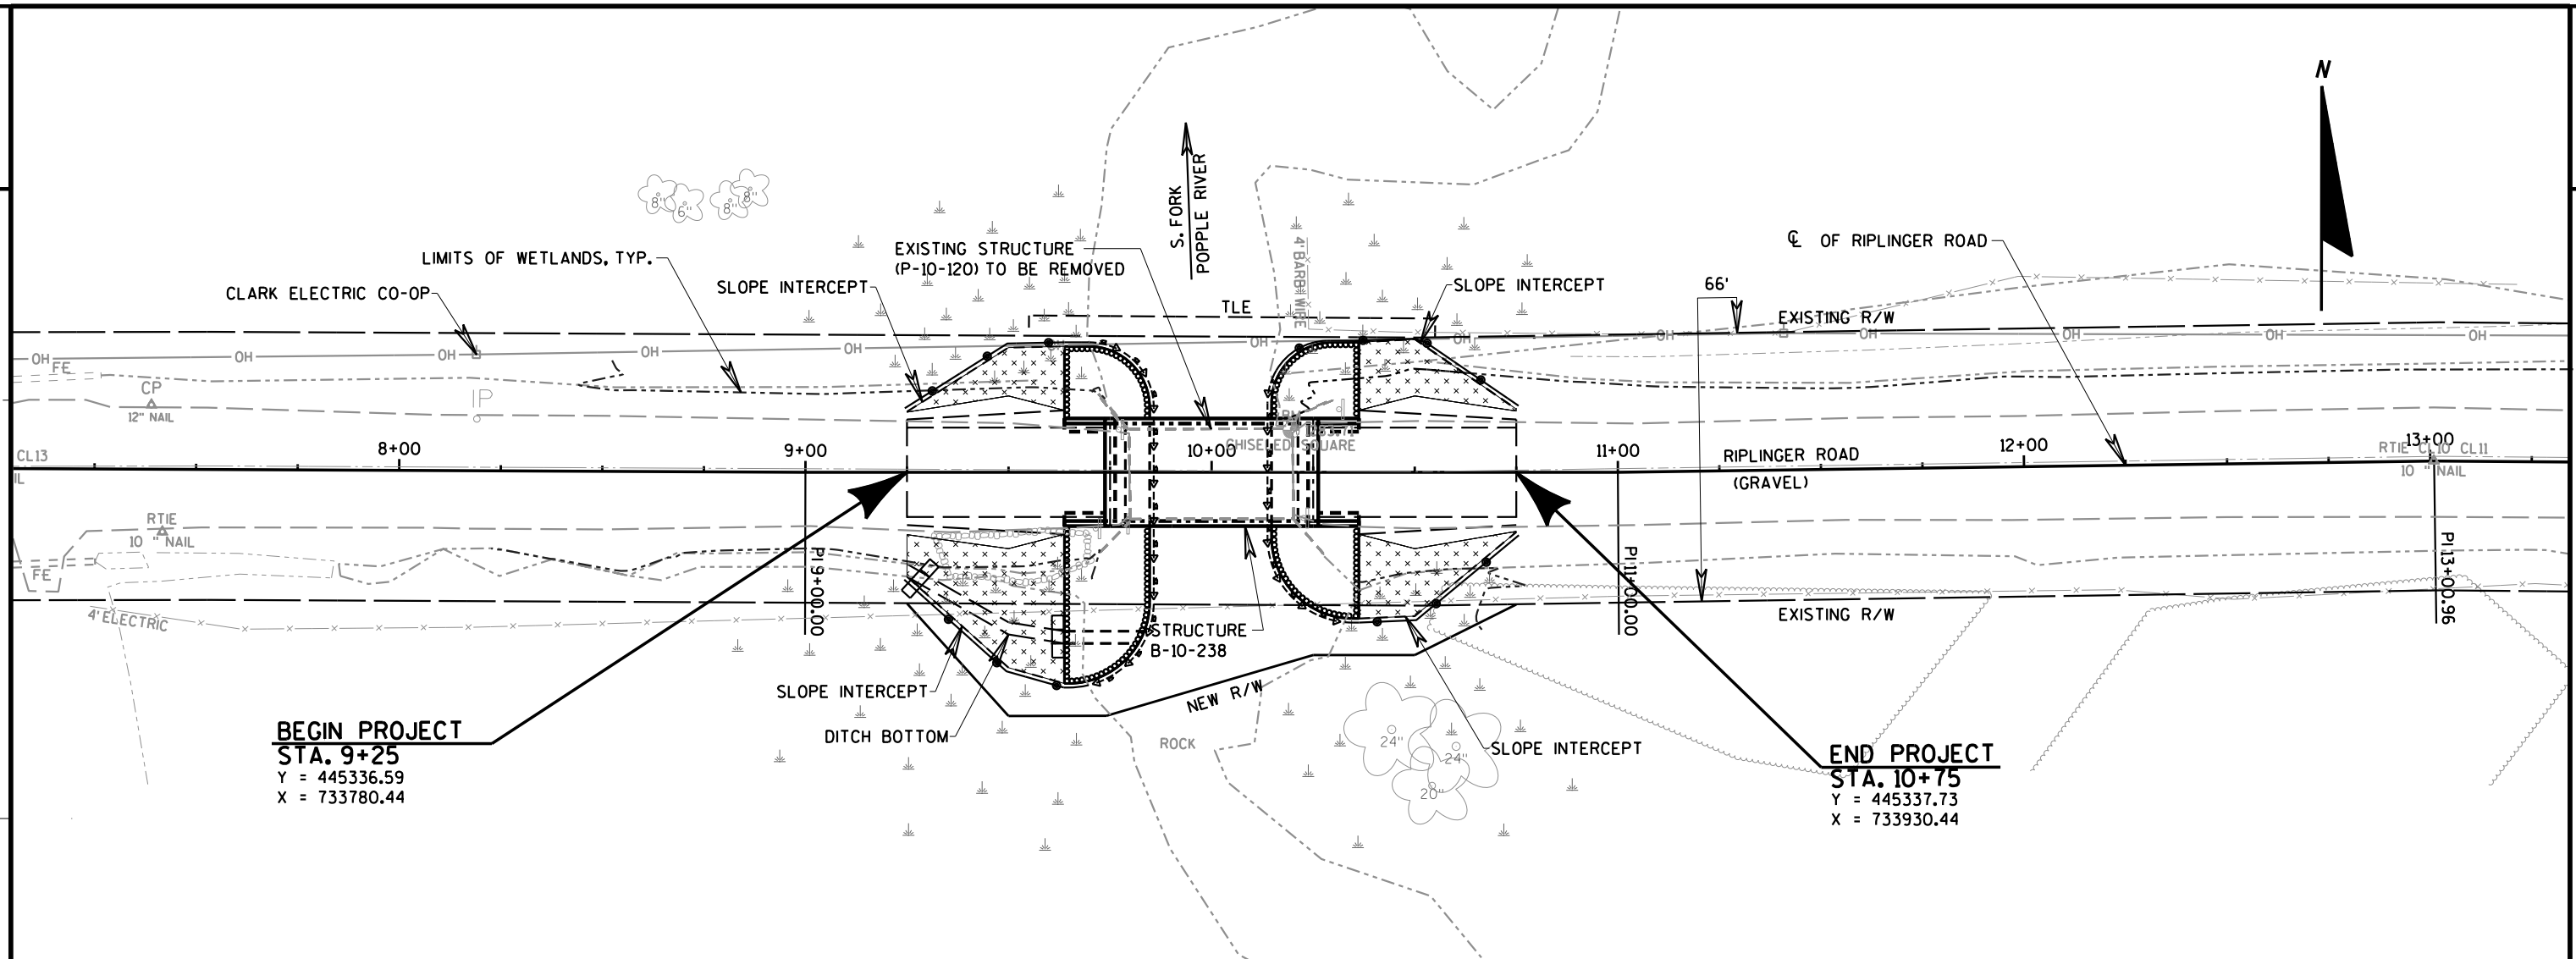 N
8"
6"
8"
8"
S. FORK
POPPLE RIVER
EXISTING STRUCTURE
(P-10-120) TO BE REMOVED
4' BARB WIRE
℄ OF RIPLINGER ROAD
LIMITS OF WETLANDS, TYP.
SLOPE INTERCEPT
SLOPE INTERCEPT
CLARK ELECTRIC CO-OP
66'
TLE
EXISTING R/W
OH
OH
OH
OH
OH
OH
OH
OH
OH
OH
OH
OH
FE
CP
12" NAIL
IP
BM
CHISELED SQUARE
CL13
IL
8+00
9+00
10+00
11+00
12+00
13+00
RIPLINGER ROAD
(GRAVEL)
RTIE CL10 CL11
10 " NAIL
RTIE
10 " NAIL
FE
4' ELECTRIC
PI 9+00.00
PI 11+00.00
PI 13+00.96
EXISTING R/W
STRUCTURE
B-10-238
SLOPE INTERCEPT
DITCH BOTTOM
NEW R/W
ROCK
24"
24"
20"
SLOPE INTERCEPT
BEGIN PROJECT
STA. 9+25
Y = 445336.59
X = 733780.44
END PROJECT
STA. 10+75
Y = 445337.73
X = 733930.44